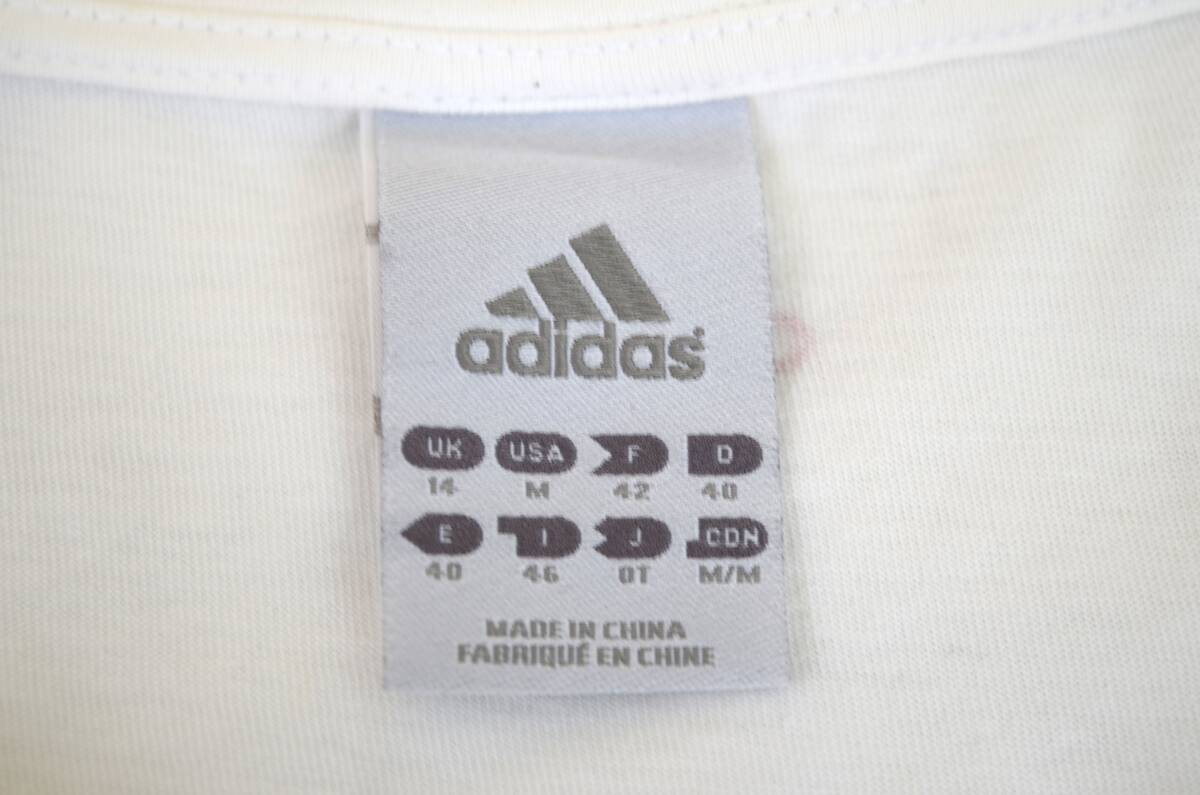 adidas
UK USA F D
14 M 42 40
E I J CDN
40 46 OT M/M
MADE IN CHINA
FABRIQUÉ EN CHINE